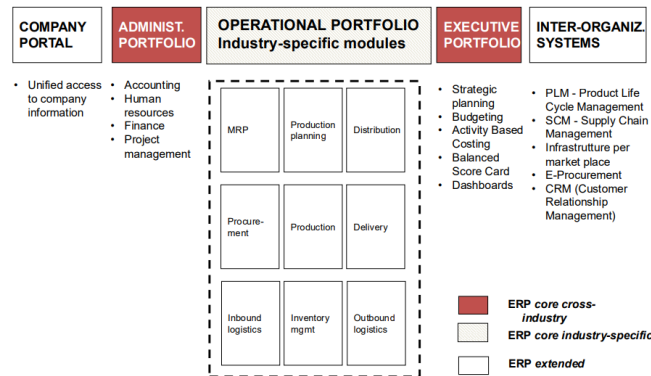 COMPANY
PORTAL
ADMINIST.
PORTFOLIO
OPERATIONAL PORTFOLIO
Industry-specific modules
EXECUTIVE
PORTFOLIO
INTER-ORGANIZ.
SYSTEMS
• Unified access
to company
information
• Accounting
• Human
resources
• Finance
• Project
management
MRP
Production
planning
Distribution
Procure-
ment
Production
Delivery
Inbound
logistics
Inventory
mgmt
Outbound
logistics
• Strategic
planning
• Budgeting
• Activity Based
Costing
• Balanced
Score Card
• Dashboards
• PLM - Product Life
Cycle Management
• SCM - Supply Chain
Management
• Infrastrutture per
market place
• E-Procurement
• CRM (Customer
Relationship
Management)
ERP core cross-
industry
ERP core industry-specific
ERP extended